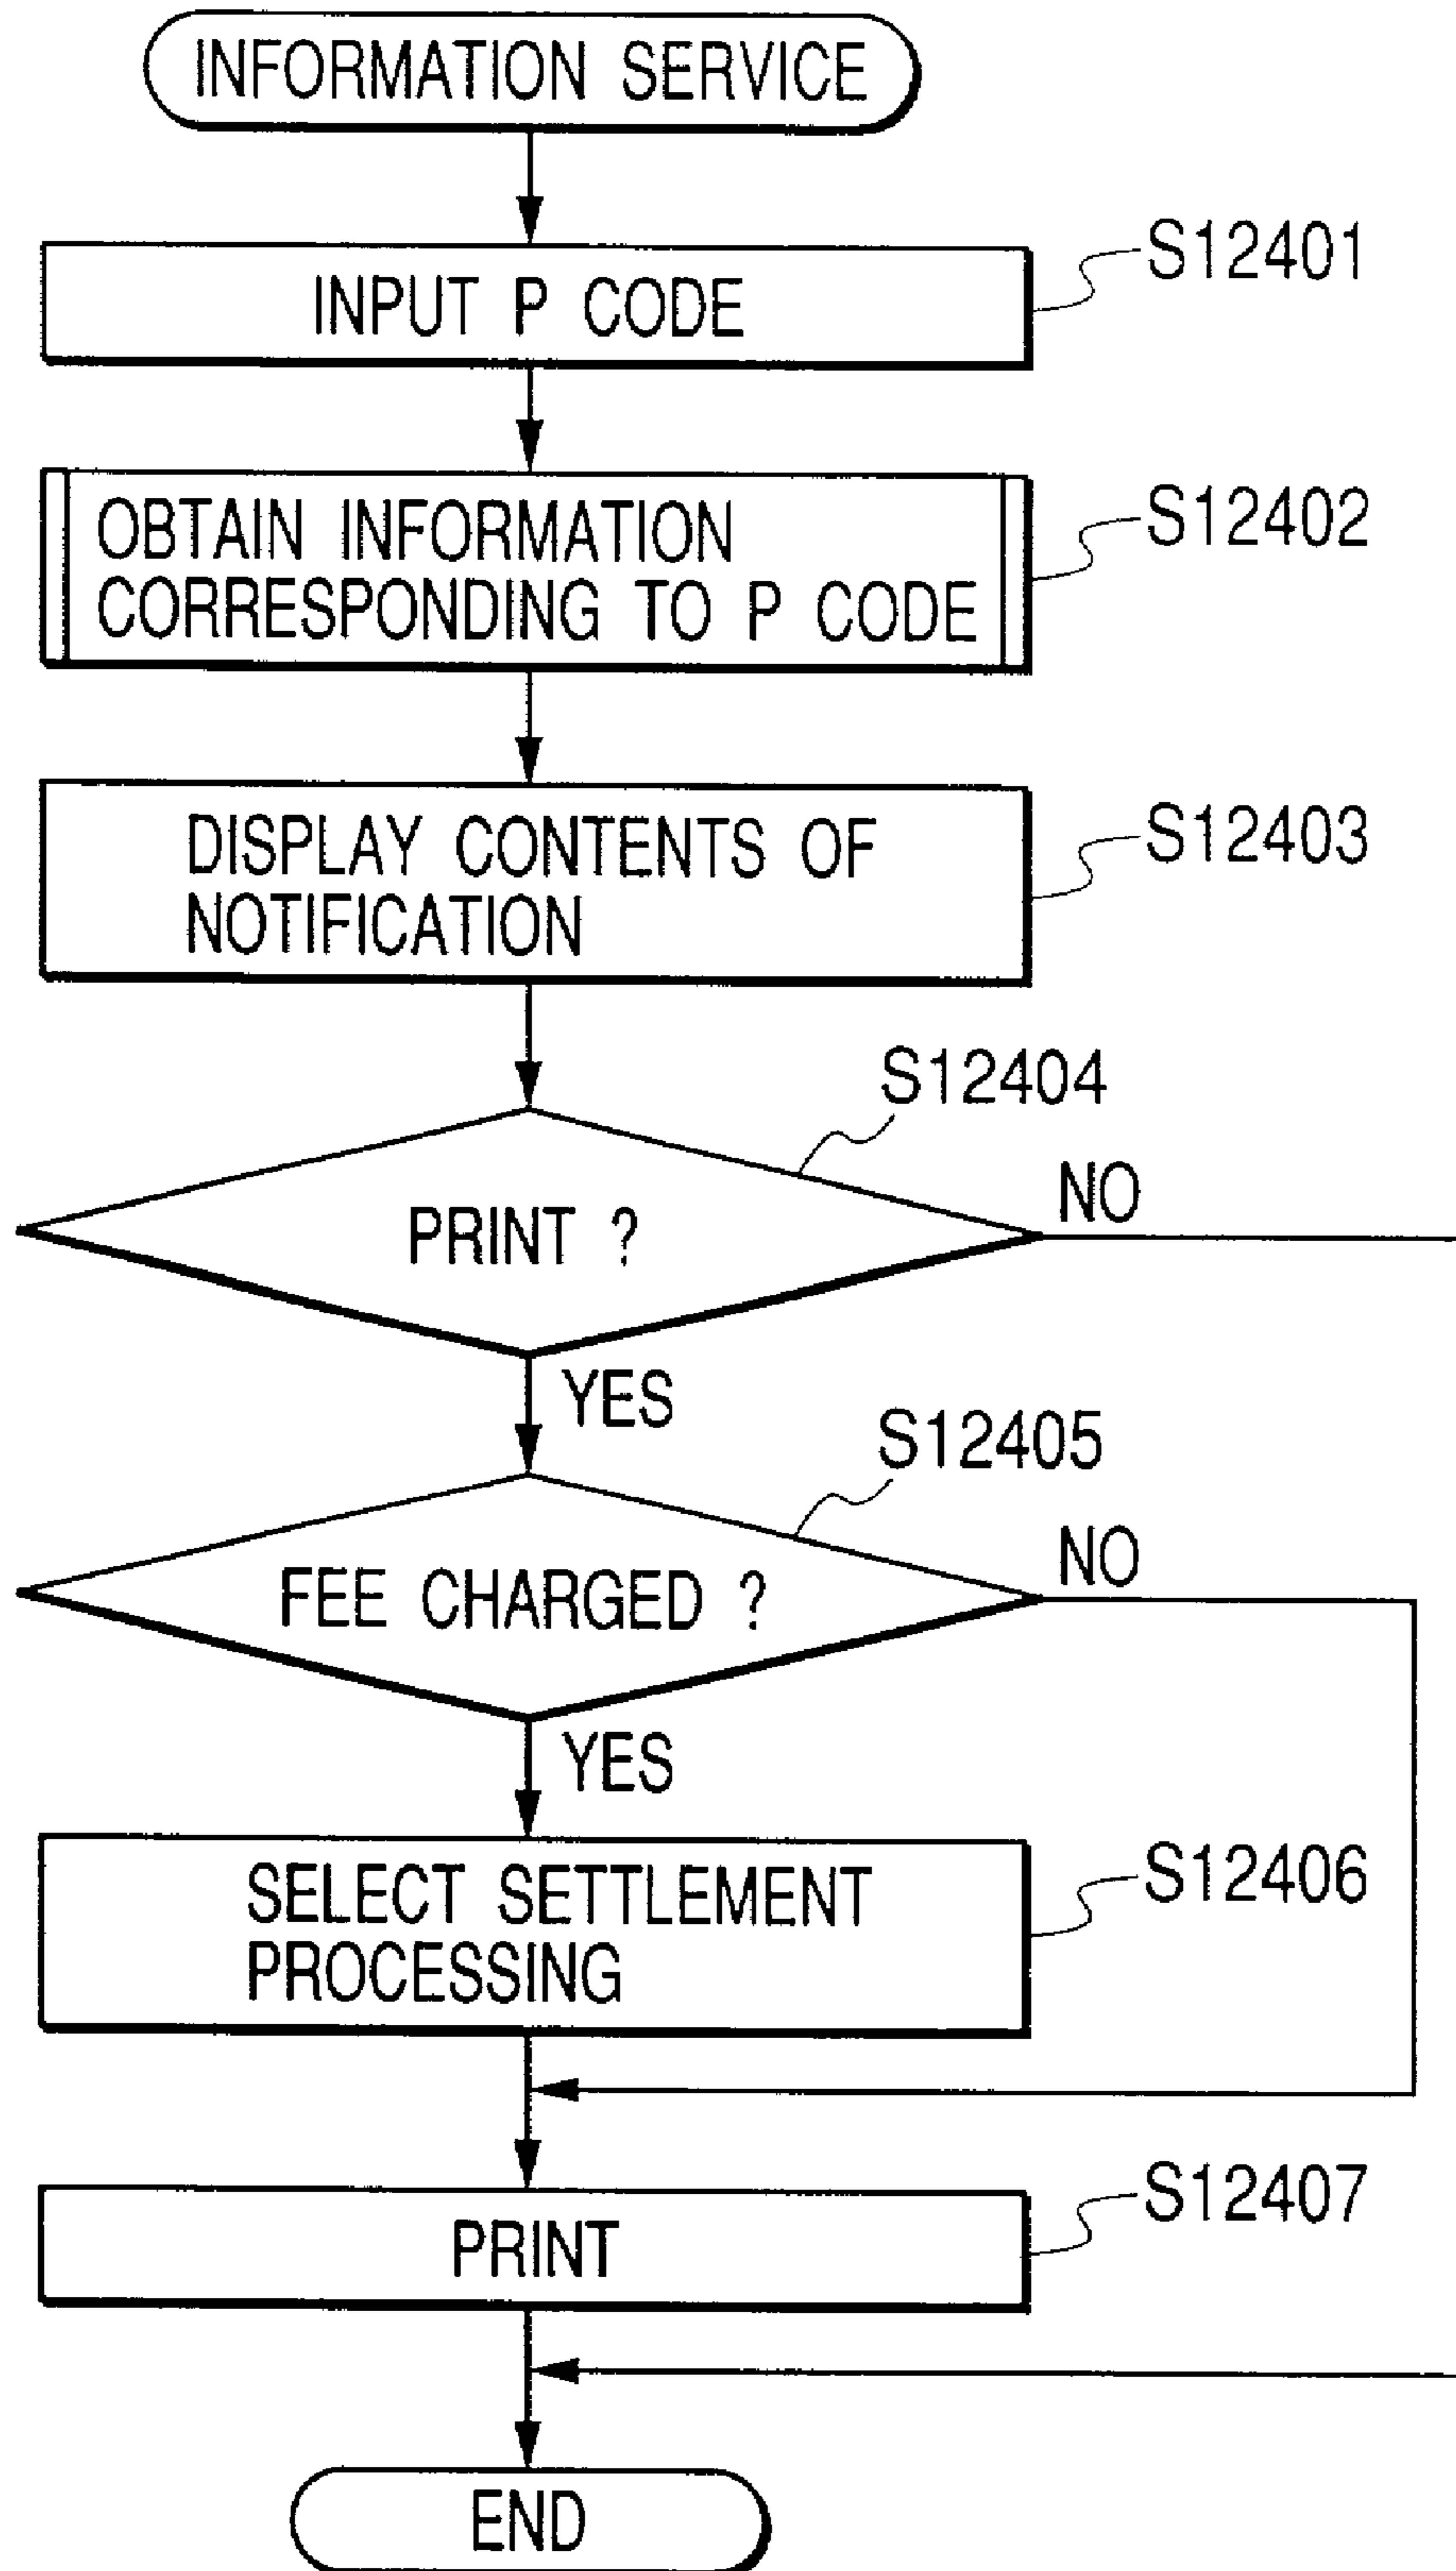 INFORMATION SERVICE
INPUT P CODE
S12401
OBTAIN INFORMATION
CORRESPONDING TO P CODE
S12402
DISPLAY CONTENTS OF
NOTIFICATION
S12403
S12404
PRINT ?
NO
YES
S12405
FEE CHARGED ?
NO
YES
SELECT SETTLEMENT
PROCESSING
S12406
PRINT
S12407
END